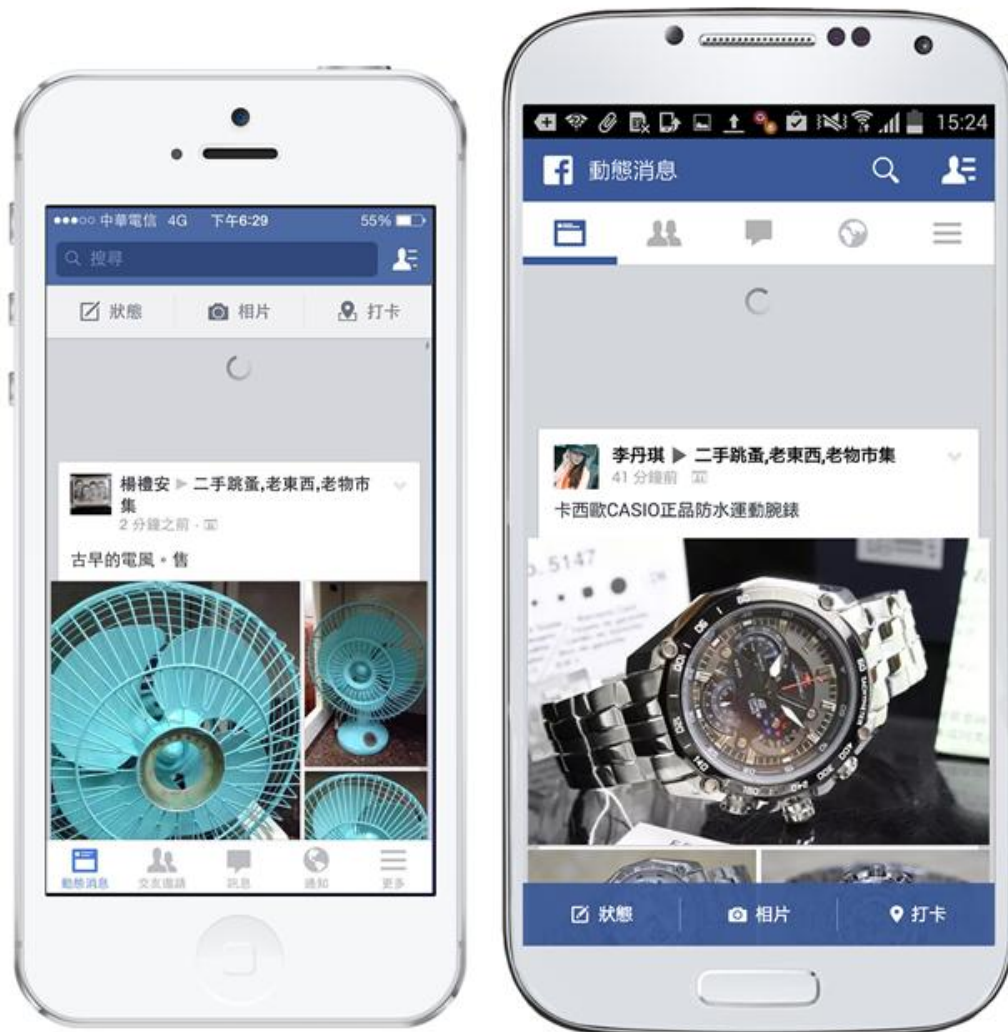 中華電信 4G 下午6:29 55%
搜尋
狀態 相片 打卡
楊禮安 ▶ 二手跳蚤,老東西,老物市
集
2 分鐘之前
古早的電風。售
動態消息 交友邀請 訊息 通知 更多
15:24
f 動態消息
李丹琪 ▶ 二手跳蚤,老東西,老物市集
41 分鐘前
卡西歐CASIO正品防水運動腕錶
5147
TACHYMETER
狀態 相片 打卡